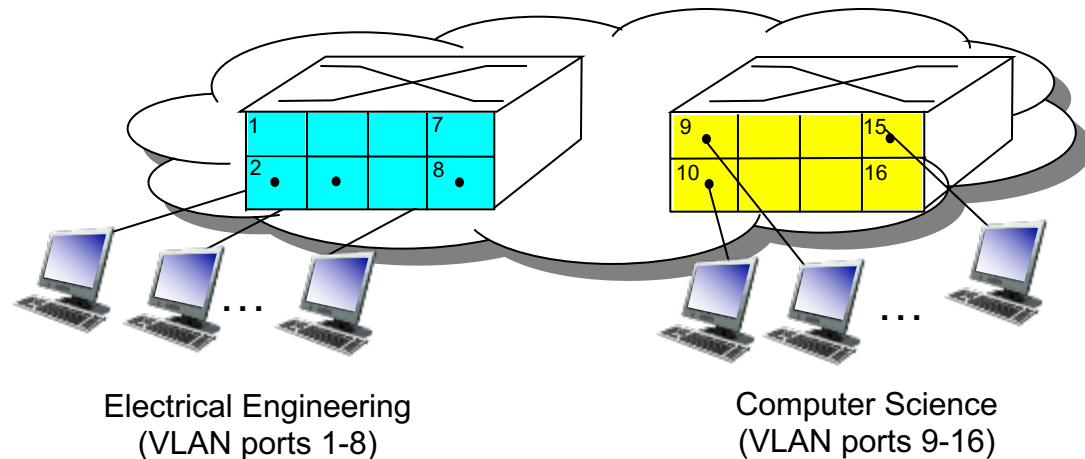 1
7
2
8
9
15
10
16
...
...
Electrical Engineering
(VLAN ports 1-8)
Computer Science
(VLAN ports 9-16)